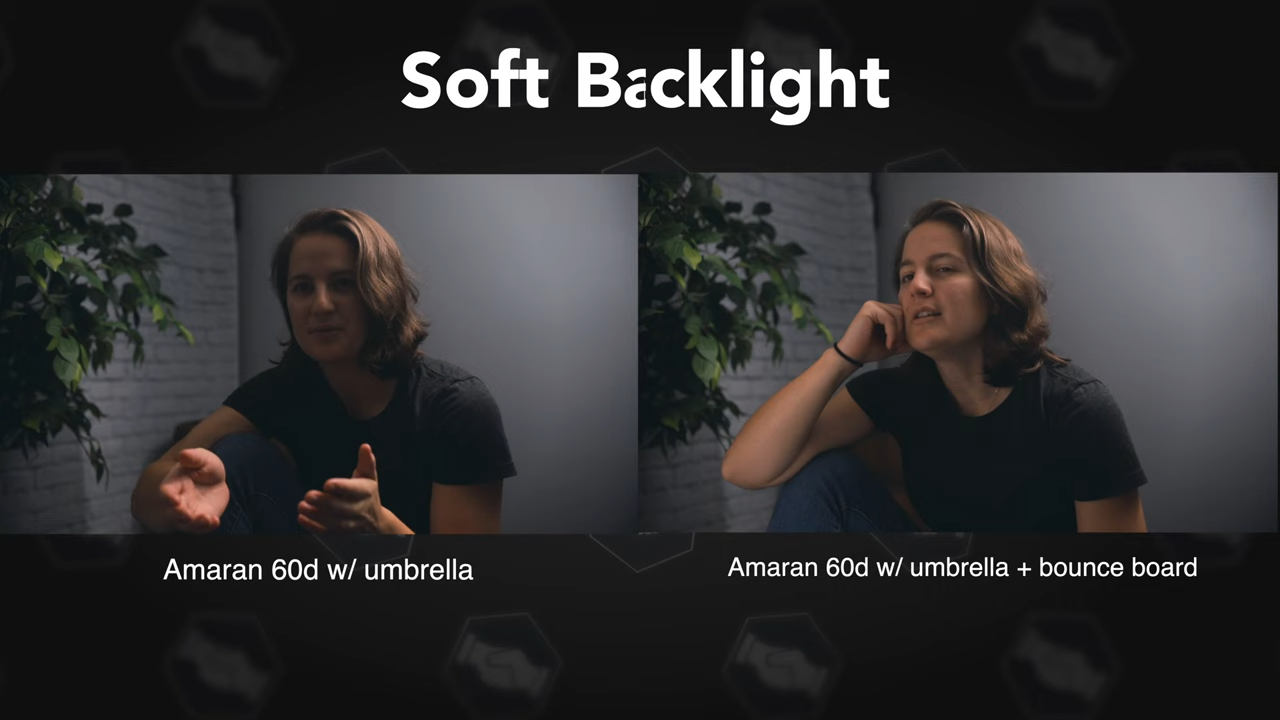 Soft Backlight
Amaran 60d w/ umbrella
Amaran 60d w/ umbrella + bounce board